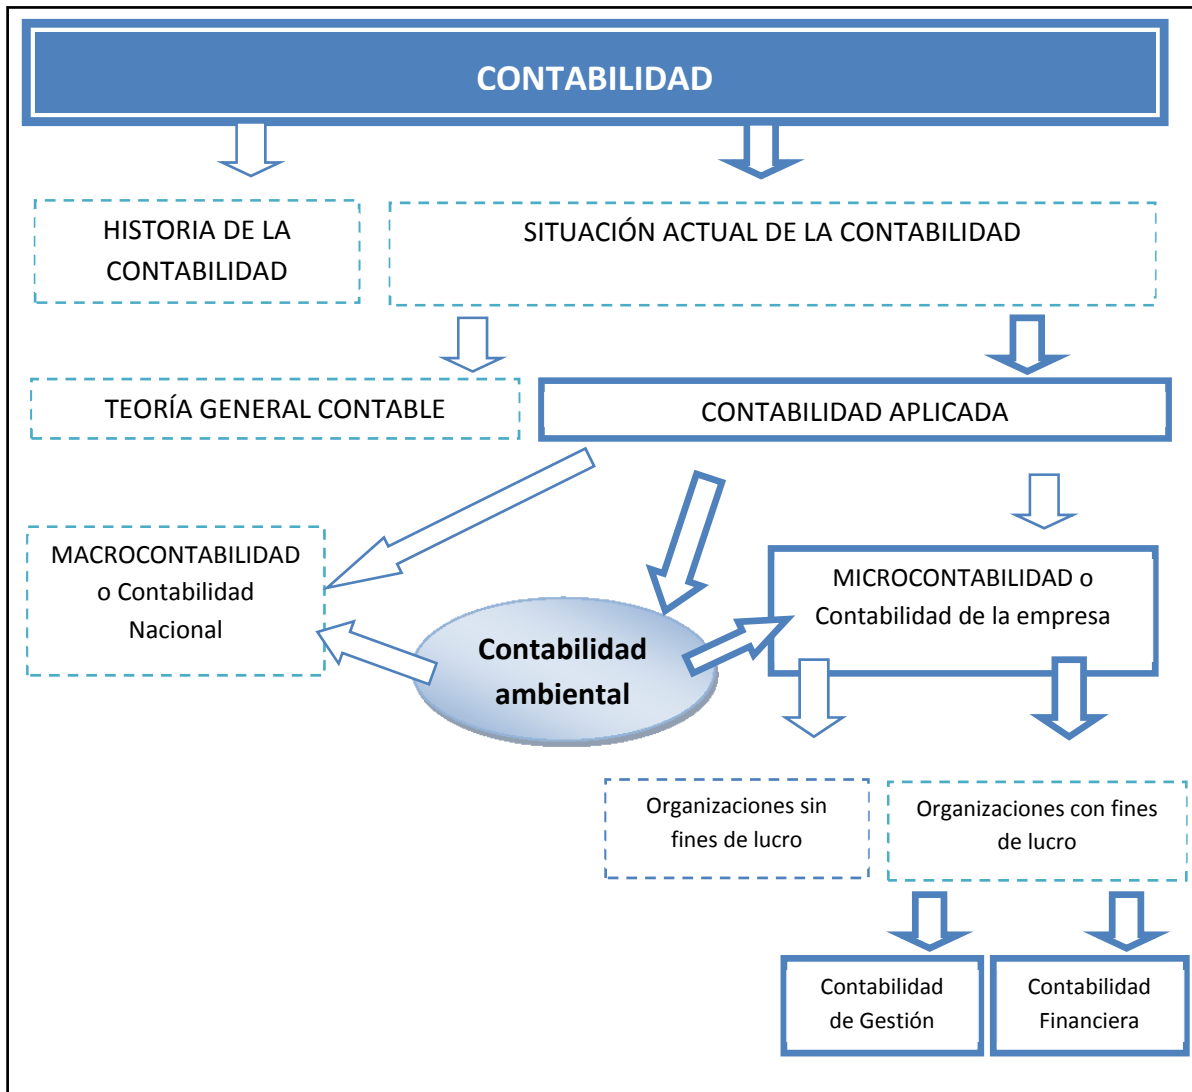 CONTABILIDAD
HISTORIA DE LA
CONTABILIDAD
SITUACIÓN ACTUAL DE LA CONTABILIDAD
TEORÍA GENERAL CONTABLE
CONTABILIDAD APLICADA
MACROCONTABILIDAD
o Contabilidad
Nacional
Contabilidad
ambiental
MICROCONTABILIDAD o
Contabilidad de la empresa
Organizaciones sin
fines de lucro
Organizaciones con fines
de lucro
Contabilidad
de Gestión
Contabilidad
Financiera